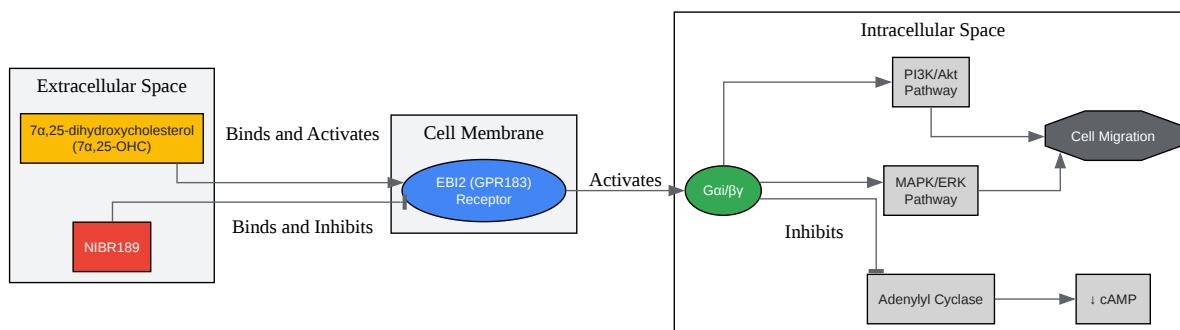 Extracellular Space
7α,25-dihydroxycholesterol
(7α,25-OHC)
NIBR189
Binds and Activates
Binds and Inhibits
Cell Membrane
EBI2 (GPR183)
Receptor
Activates
Intracellular Space
Gαi/βγ
PI3K/Akt
Pathway
Cell Migration
MAPK/ERK
Pathway
Inhibits
Adenylyl Cyclase
↓ cAMP